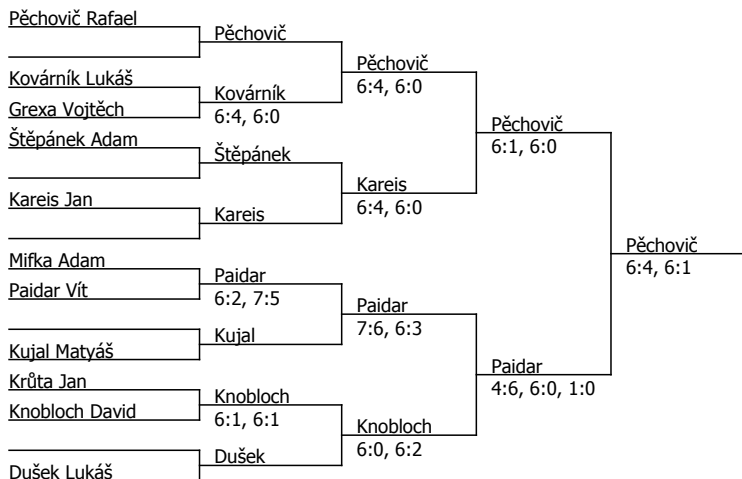 Pěchovič Rafael
Kovárník Lukáš
Grexa Vojtěch
Štěpánek Adam
Kareis Jan
Mifka Adam
Paidar Vít
Kujal Matyáš
Krůta Jan
Knobloch David
Dušek Lukáš
Pěchovič
Kovárník
6:4, 6:0
Štěpánek
Kareis
Paidar
6:2, 7:5
Kujal
Knobloch
6:1, 6:1
Dušek
Pěchovič
6:4, 6:0
Kareis
6:4, 6:0
Paidar
7:6, 6:3
Knobloch
6:0, 6:2
Pěchovič
6:1, 6:0
Paidar
4:6, 6:0, 1:0
Pěchovič
6:4, 6:1